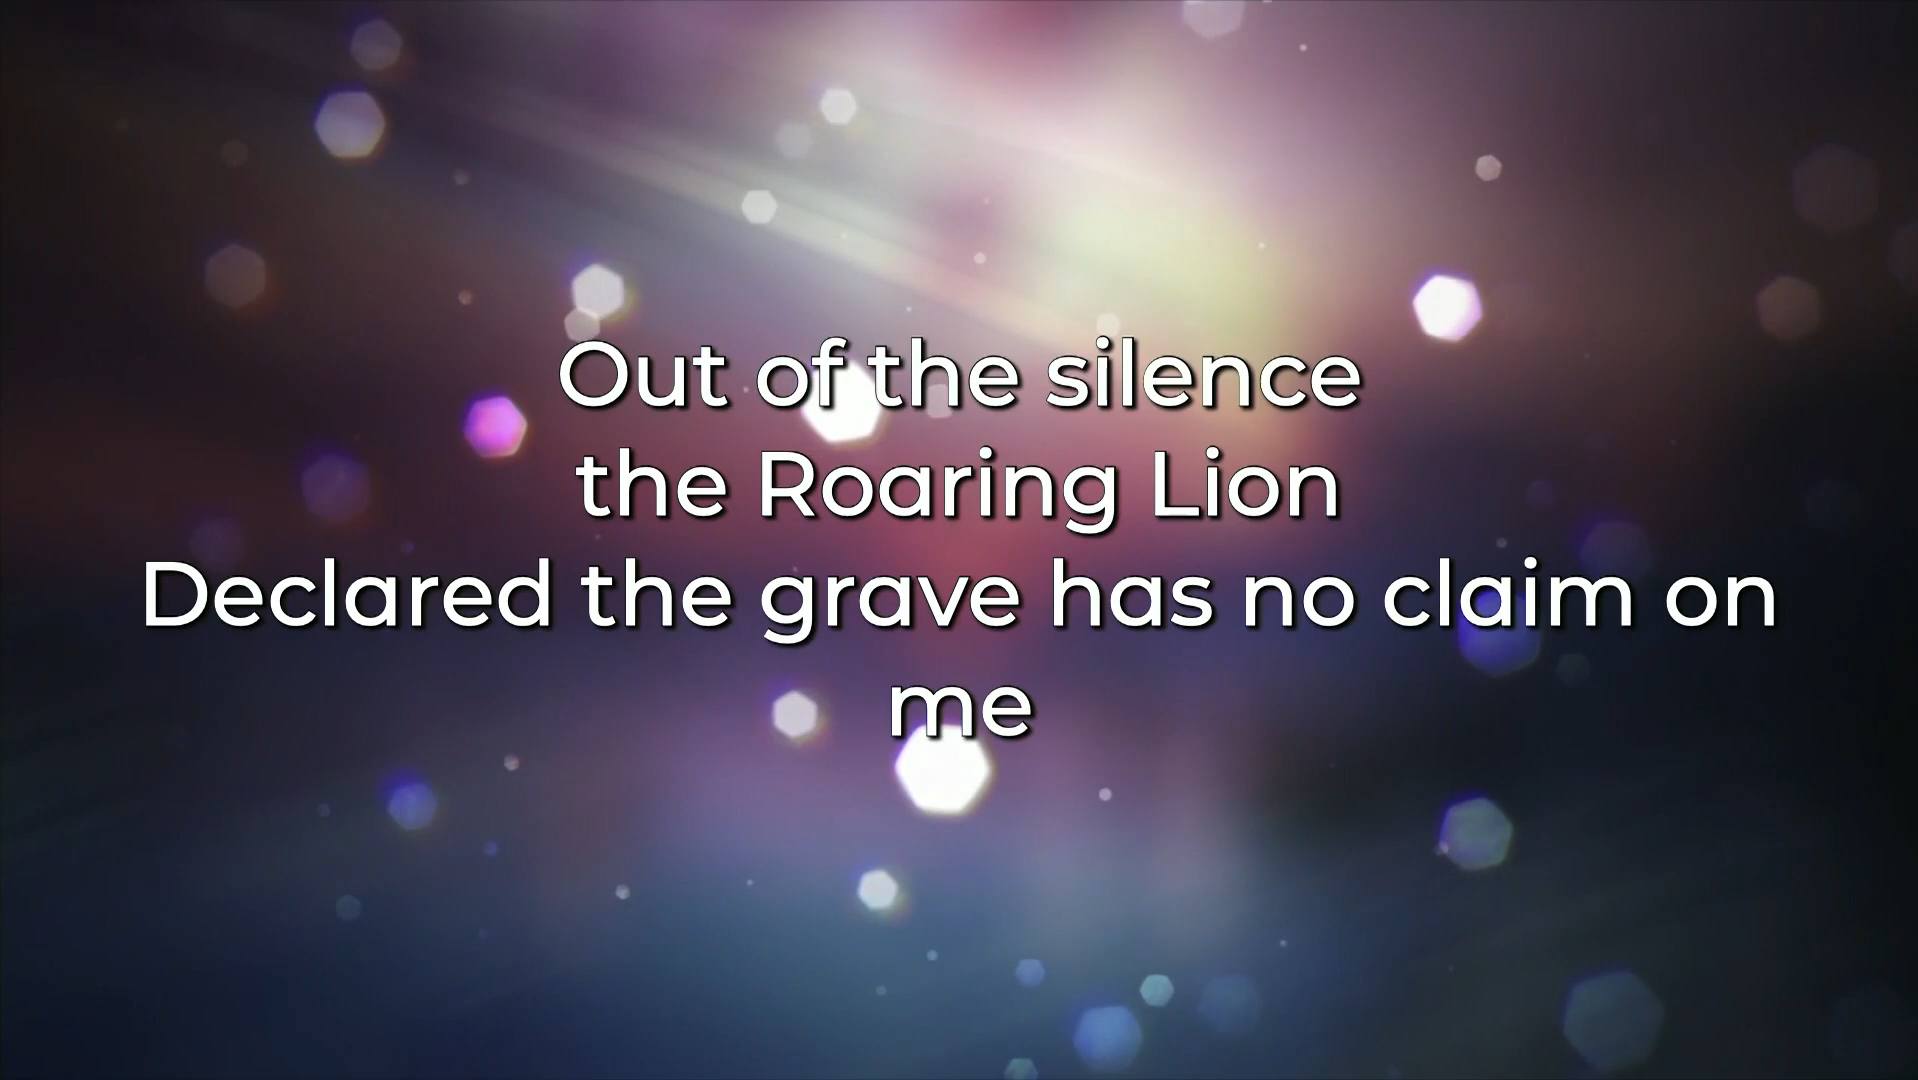 Out of the silence
the Roaring Lion
Declared the grave has no claim on
me